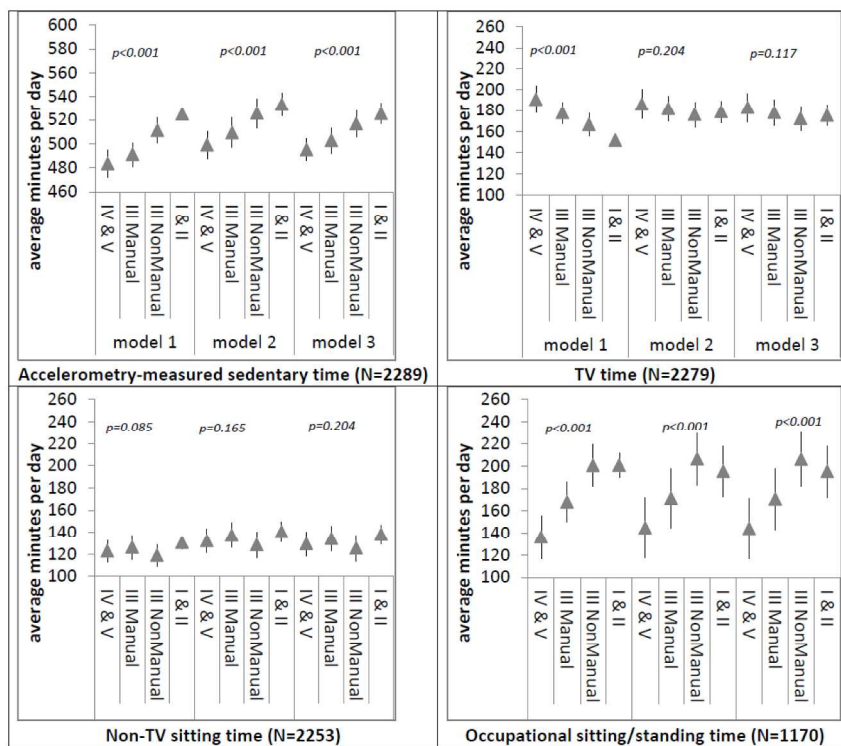 600
580
560
540
520
500
480
460
average minutes per day
p<0.001
p<0.001
p<0.001
IV & V
III Manual
III NonManual
I & II
IV & V
III Manual
III NonManual
I & II
IV & V
III Manual
III NonManual
I & II
model 1
model 2
model 3
Accelerometry-measured sedentary time (N=2289)
260
240
220
200
180
160
140
120
100
average minutes per day
p<0.001
p=0.204
p=0.117
IV & V
III Manual
III NonManual
I & II
IV & V
III Manual
III NonManual
I & II
IV & V
III Manual
III NonManual
I & II
model 1
model 2
model 3
TV time (N=2279)
260
240
220
200
180
160
140
120
100
average minutes per day
p=0.085
p=0.165
p=0.204
IV & V
III Manual
III NonManual
I & II
IV & V
III Manual
III NonManual
I & II
IV & V
III Manual
III NonManual
I & II
Non-TV sitting time (N=2253)
260
240
220
200
180
160
140
120
100
average minutes per day
p<0.001
p<0.001
p<0.001
IV & V
III Manual
III NonManual
I & II
IV & V
III Manual
III NonManual
I & II
IV & V
III Manual
III NonManual
I & II
Occupational sitting/standing time (N=1170)